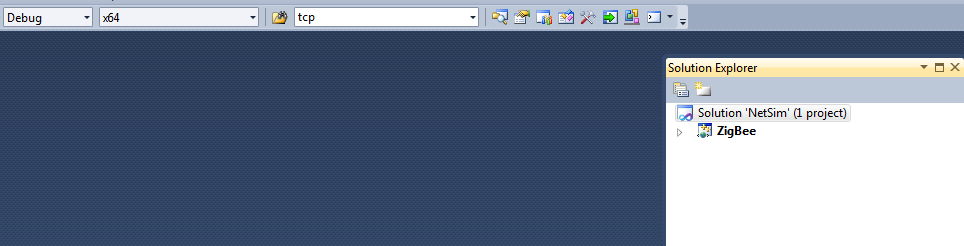 Debug x64 tcp
Solution Explorer
Solution 'NetSim' (1 project)
ZigBee